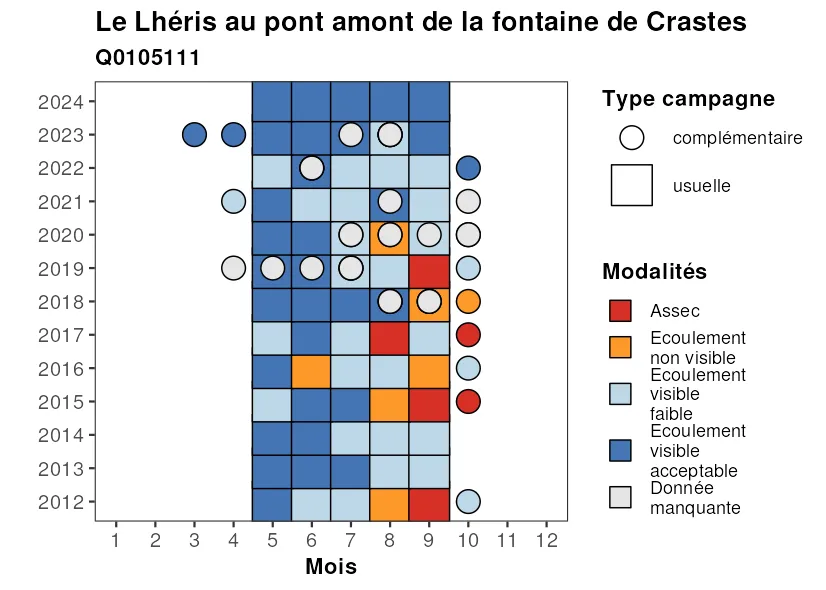 Le Lhéris au pont amont de la fontaine de Crastes
Q0105111
2024
2023
2022
2021
2020
2019
2018
2017
2016
2015
2014
2013
2012
1 2 3 4 5 6 7 8 9 10 11 12
Mois
Type campagne
complémentaire
usuelle
Modalités
Assec
Ecoulement
non visible
Ecoulement
visible
faible
Ecoulement
visible
acceptable
Donnée
manquante